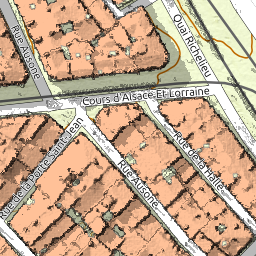 Rue Ausone
Quai Richelieu
Cours d'Alsace Et Lorraine
Rue de la Porte Saint-Jean
Rue Ausone
Rue de la Halle